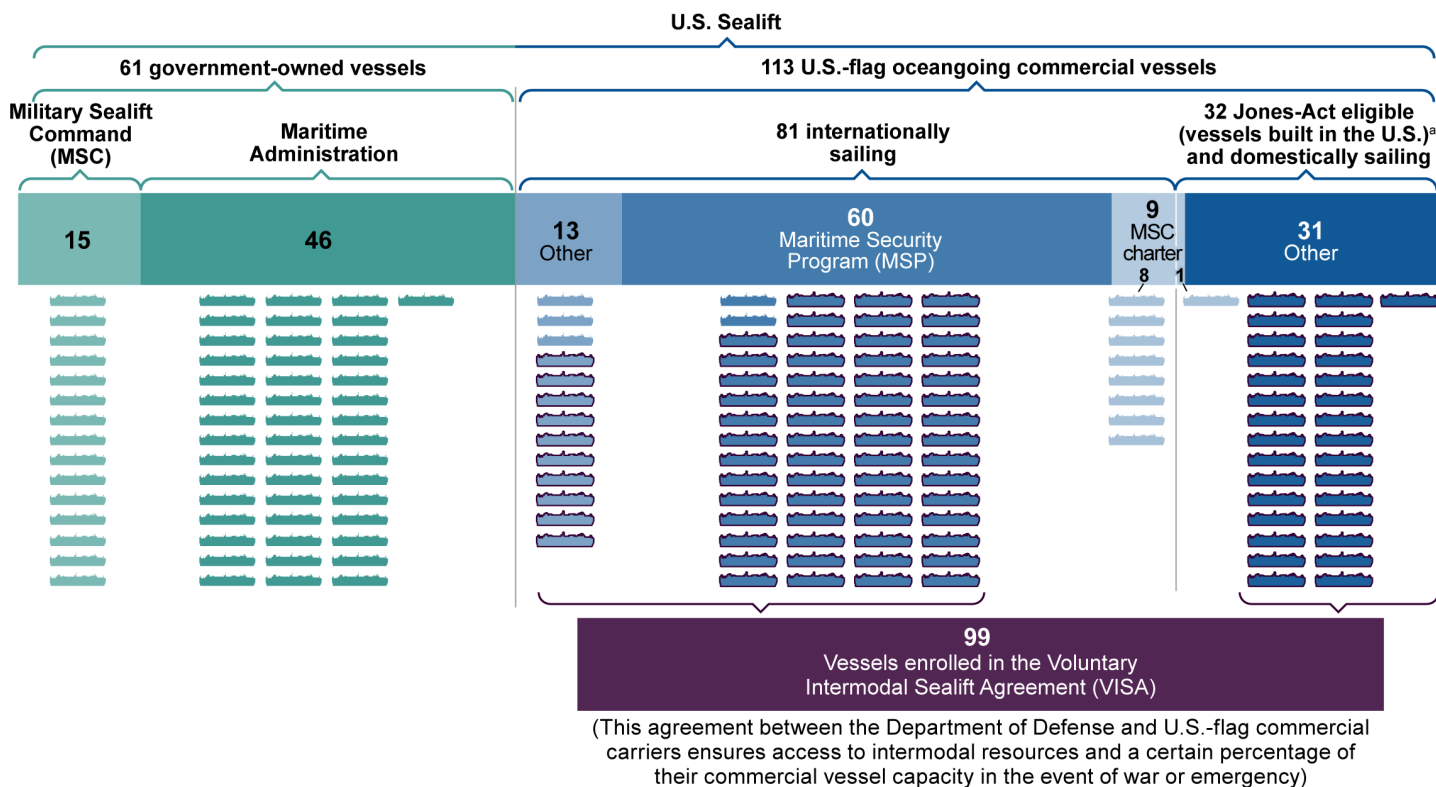 U.S. Sealift
61 government-owned vessels
113 U.S.-flag oceangoing commercial vessels
Military Sealift
Command
(MSC)
Maritime
Administration
81 internationally
sailing
32 Jones-Act eligible
(vessels built in the U.S.)a
and domestically sailing
15
46
13
Other
60
Maritime Security
Program (MSP)
9
MSC
charter
8
1
31
Other
99
Vessels enrolled in the Voluntary
Intermodal Sealift Agreement (VISA)
(This agreement between the Department of Defense and U.S.-flag commercial
carriers ensures access to intermodal resources and a certain percentage of
their commercial vessel capacity in the event of war or emergency)